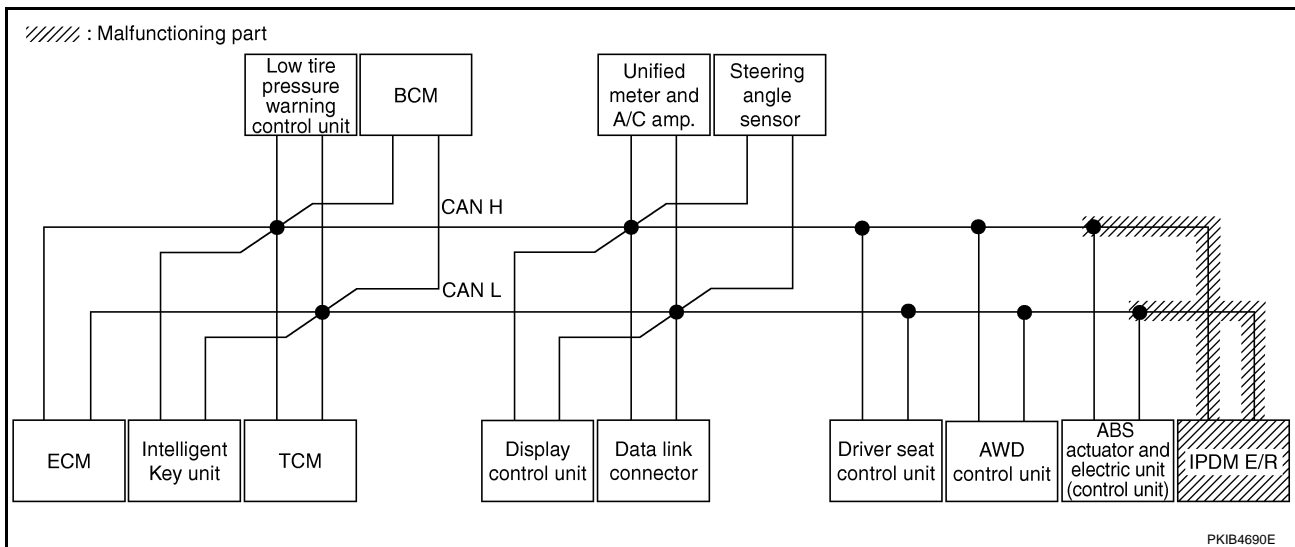 : Malfunctioning part
Low tire
pressure
warning
control unit
BCM
Unified
meter and
A/C amp.
Steering
angle
sensor
CAN H
CAN L
ECM
Intelligent
Key unit
TCM
Display
control unit
Data link
connector
Driver seat
control unit
AWD
control unit
ABS
actuator and
electric unit
(control unit)
IPDM E/R
PKIB4690E